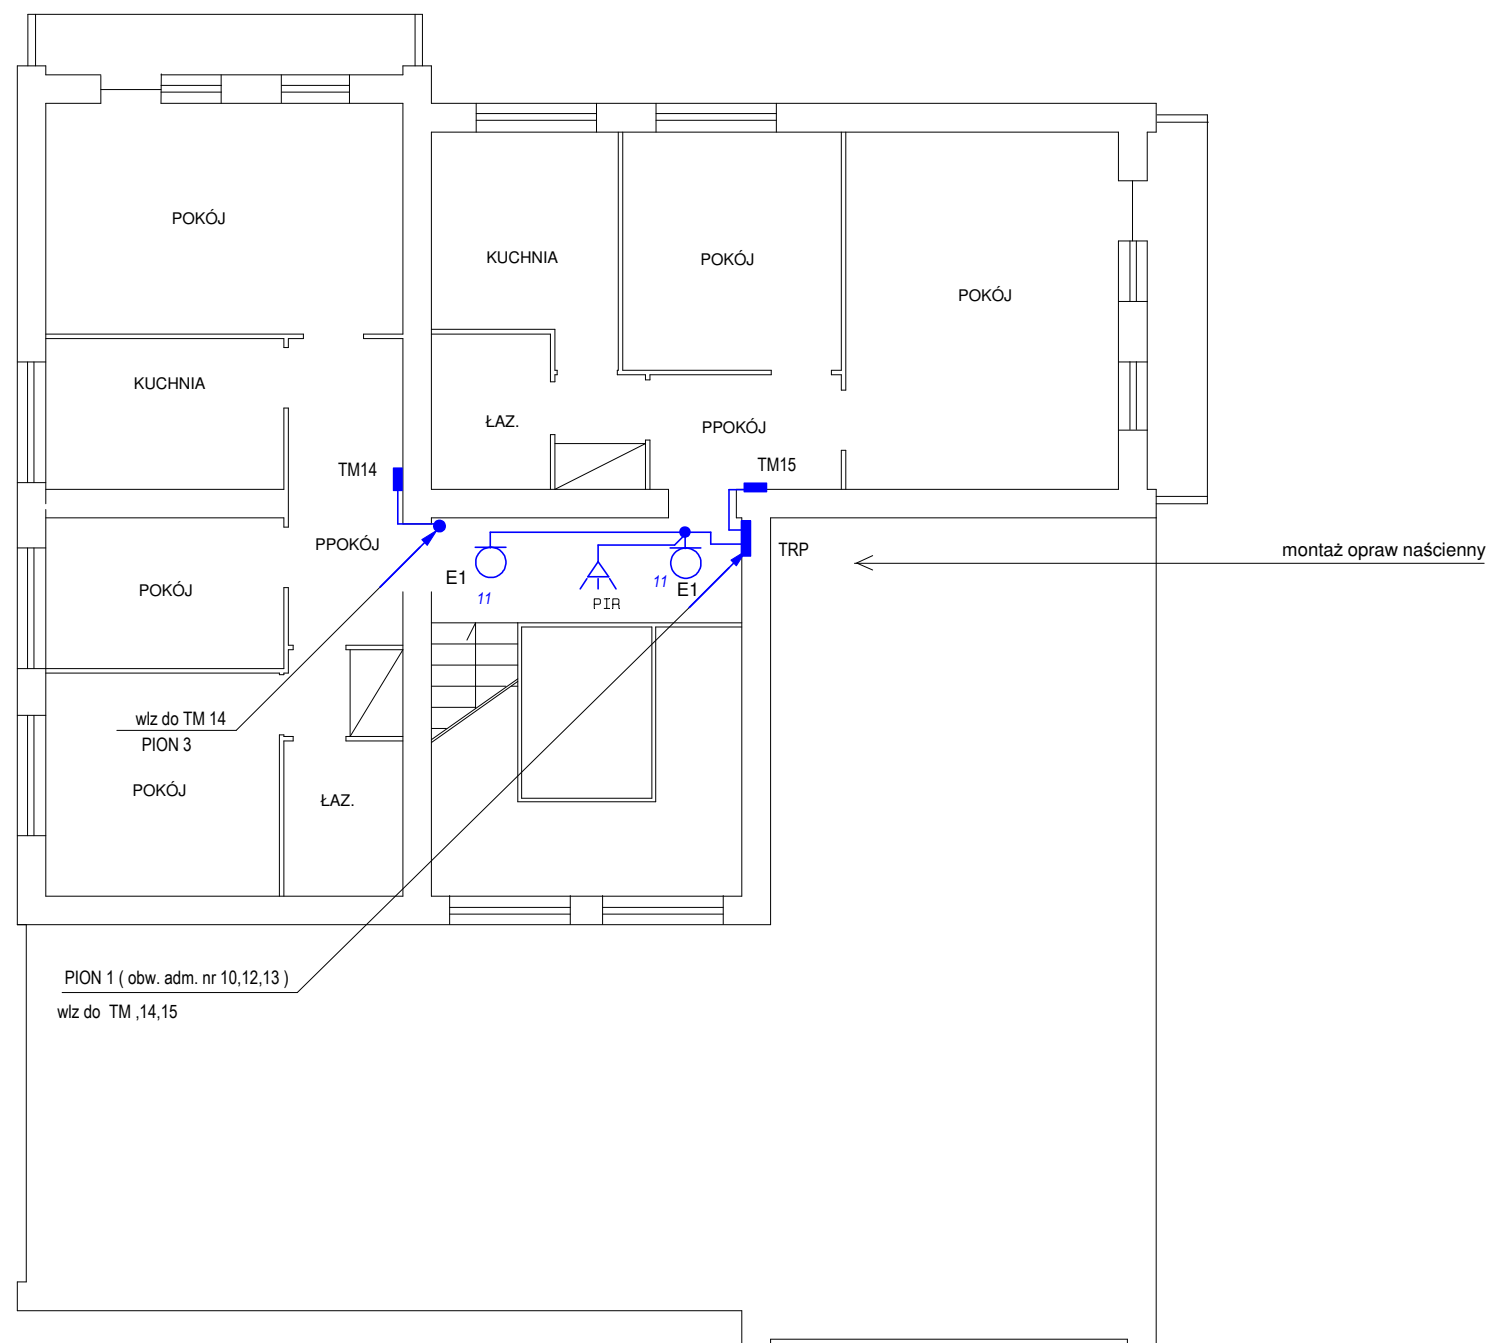 POKÓJ
KUCHNIA
POKÓJ
POKÓJ
KUCHNIA
ŁAZ.
PPOKÓJ
TM14
TM15
PPOKÓJ
TRP
montaż opraw naścienny
E1
11
PIR
11
E1
POKÓJ
wlz do TM 14
PION 3
POKÓJ
ŁAZ.
PION 1 ( obw. adm. nr 10,12,13 )
wlz do TM ,14,15